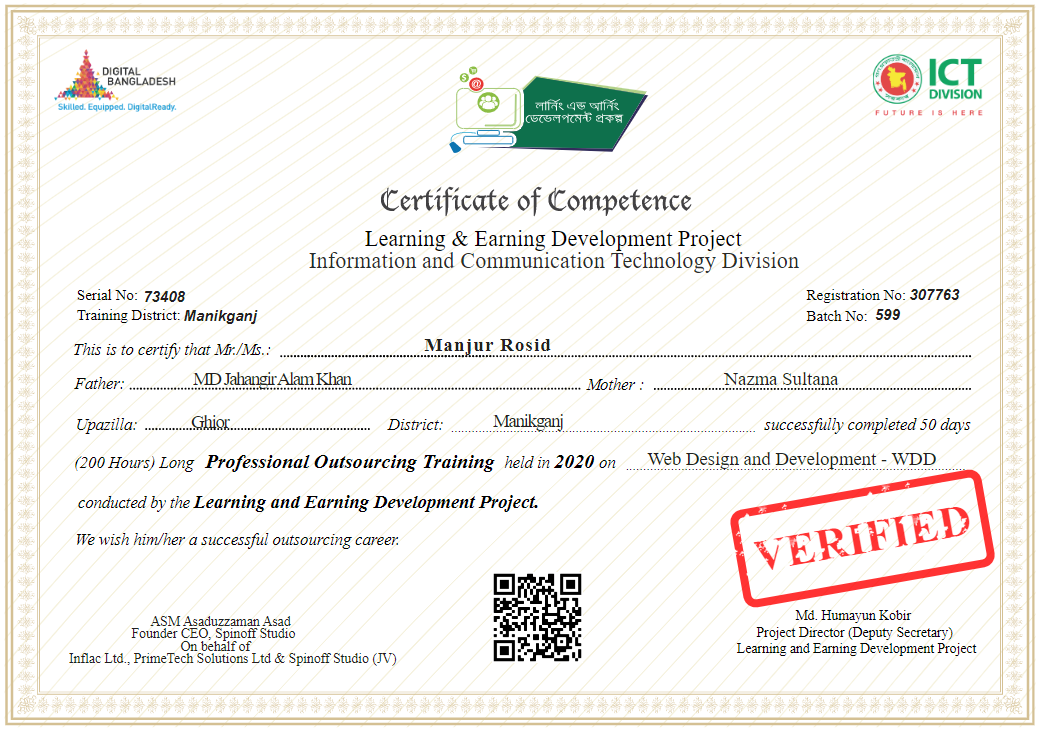 DIGITAL
BANGLADESH
Skilled. Equipped. DigitalReady.
লার্নিং এন্ড আর্নিং
ডেভেলপমেন্ট প্রকল্প
ICT
DIVISION
FUTURE IS HERE
Certificate of Competence
Learning & Earning Development Project
Information and Communication Technology Division
Serial No: 73408
Registration No: 307763
Training District: Manikganj
Batch No: 599
This is to certify that Mr./Ms.: Manjur Rosid
Father: MD Jahangir Alam Khan Mother : Nazma Sultana
Upazilla: Ghior District: Manikganj successfully completed 50 days
(200 Hours) Long Professional Outsourcing Training held in 2020 on Web Design and Development - WDD
conducted by the Learning and Earning Development Project.
We wish him/her a successful outsourcing career.
VERIFIED
ASM Asaduzzaman Asad
Founder CEO, Spinoff Studio
On behalf of
Inflac Ltd., PrimeTech Solutions Ltd & Spinoff Studio (JV)
Md. Humayun Kobir
Project Director (Deputy Secretary)
Learning and Earning Development Project